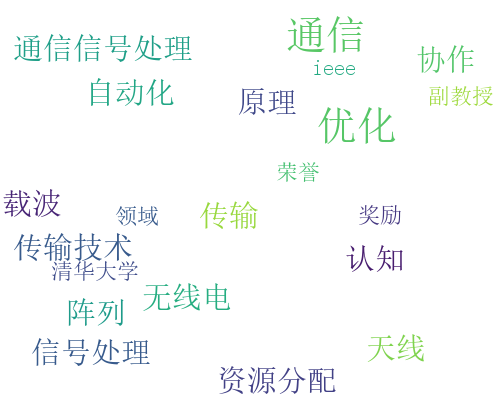 通信
通信信号处理
协作
ieee
自动化
副教授
原理
优化
荣誉
载波
领域
传输
奖励
传输技术
认知
清华大学
无线电
阵列
天线
信号处理
资源分配